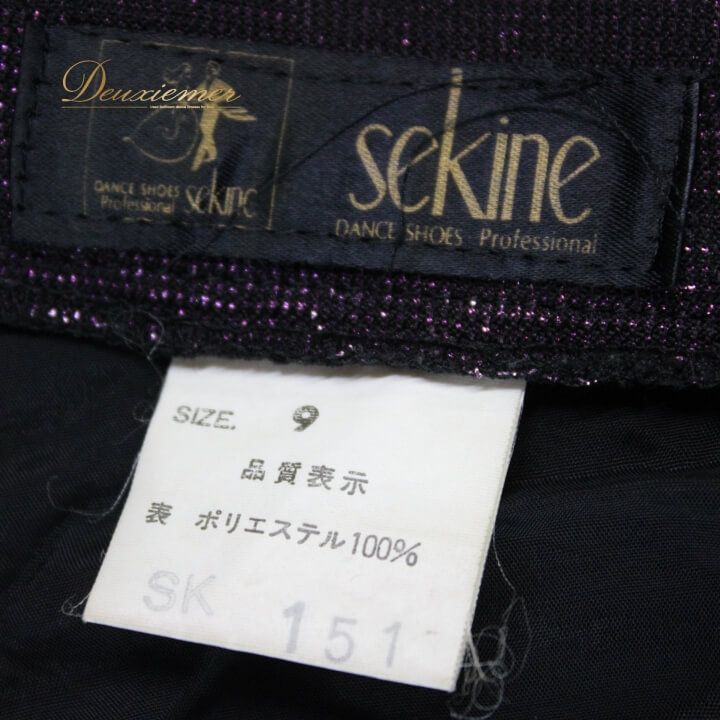 Deuxiemer
DANCE SHOES
Professional sekine
sekine
DANCE SHOES Professional
SIZE. 9
品質表示
表 ポリエステル100%
SK 151